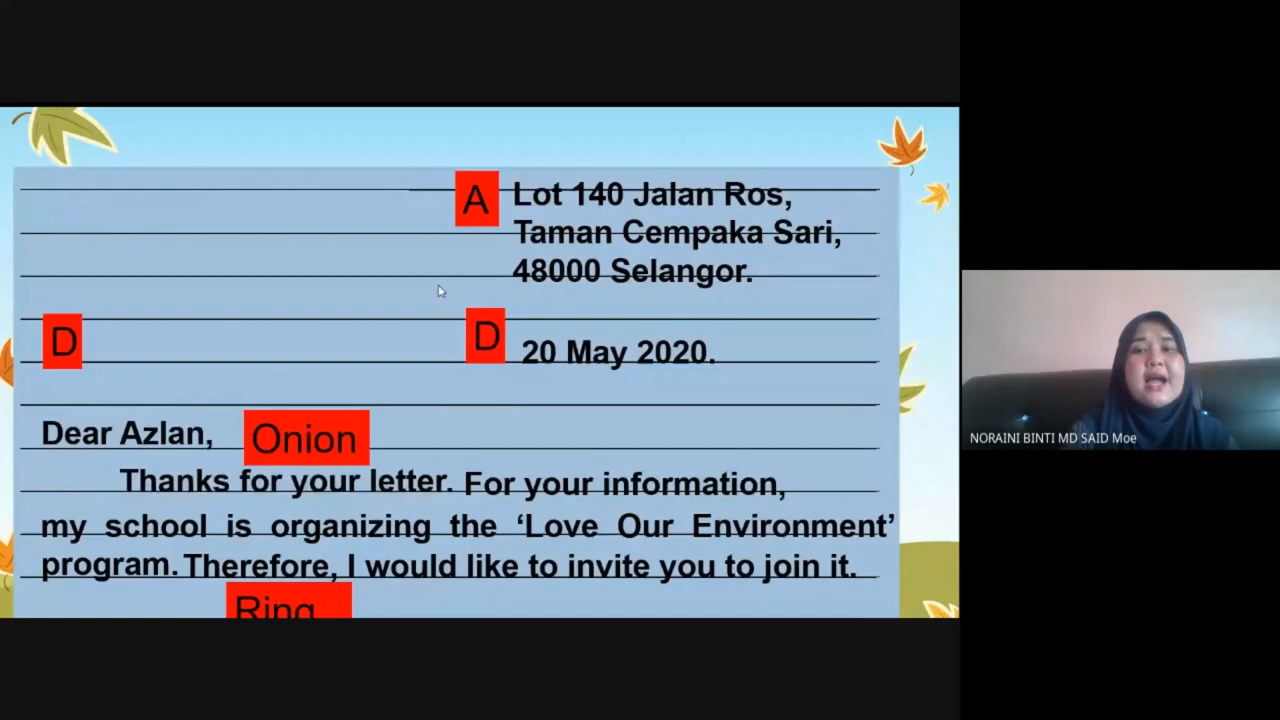 A Lot 140 Jalan Ros,
Taman Cempaka Sari,
48000 Selangor.
D D 20 May 2020.
Dear Azlan, Onion
Thanks for your letter. For your information,
my school is organizing the ‘Love Our Environment’
program. Therefore, I would like to invite you to join it.
Ring
NORAINI BINTI MD SAID Moe